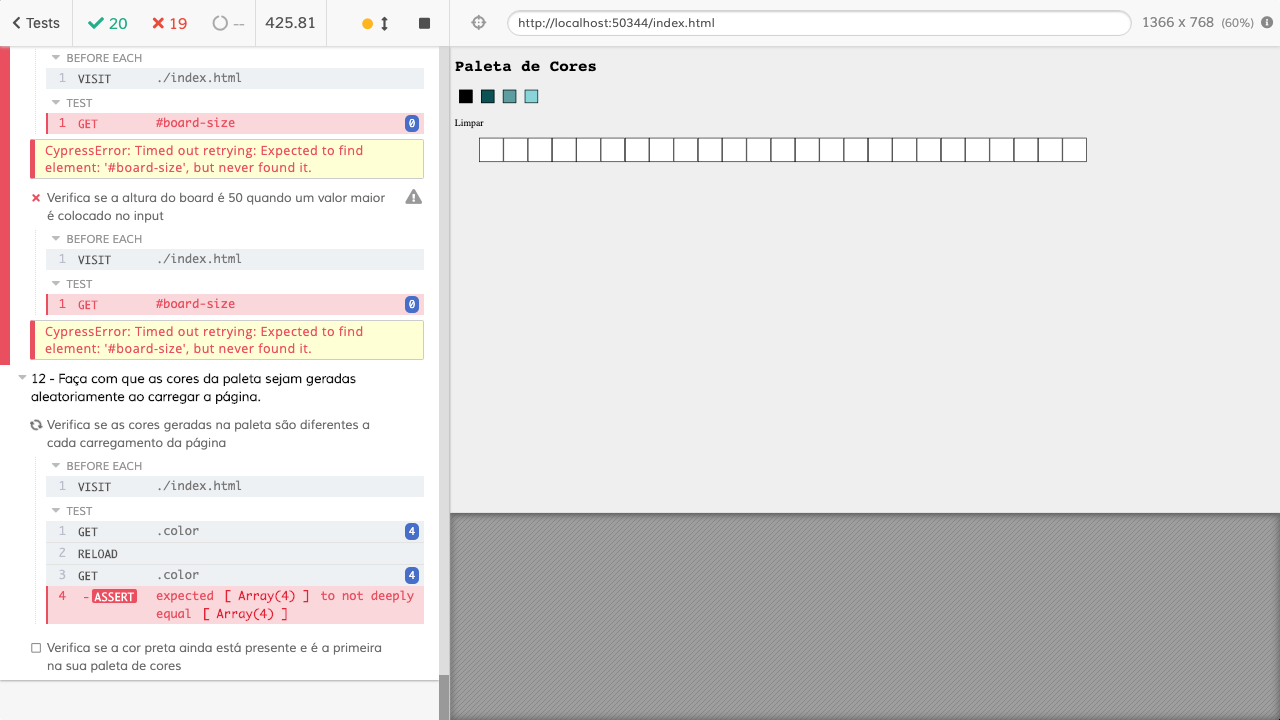 Tests 20 19 -- 425.81 http://localhost:50344/index.html 1366 x 768 (60%)
BEFORE EACH
1 VISIT ./index.html
TEST
1 GET #board-size 0
CypressError: Timed out retrying: Expected to find
element: '#board-size', but never found it.
Verifica se a altura do board é 50 quando um valor maior
é colocado no input
BEFORE EACH
1 VISIT ./index.html
TEST
1 GET #board-size 0
CypressError: Timed out retrying: Expected to find
element: '#board-size', but never found it.
12 - Faça com que as cores da paleta sejam geradas
aleatoriamente ao carregar a página.
Verifica se as cores geradas na paleta são diferentes a
cada carregamento da página
BEFORE EACH
1 VISIT ./index.html
TEST
1 GET .color 4
2 RELOAD
3 GET .color 4
4 -ASSERT expected [ Array(4) ] to not deeply
equal [ Array(4) ]
Verifica se a cor preta ainda está presente e é a primeira
na sua paleta de cores
Paleta de Cores
Limpar